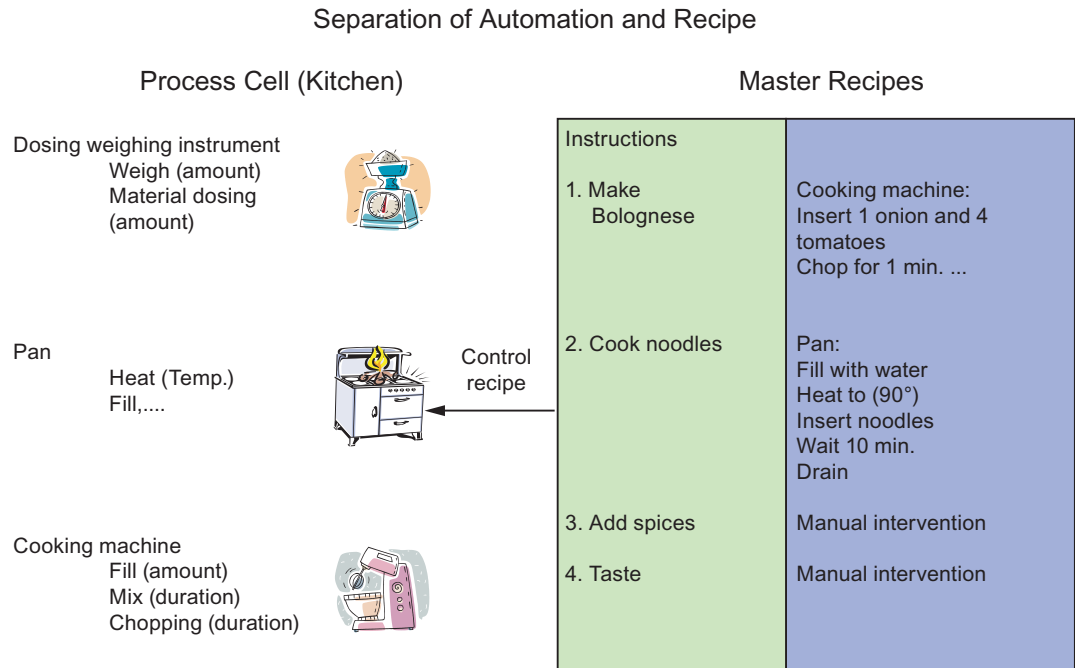 Separation of Automation and Recipe
Process Cell (Kitchen)
Dosing weighing instrument
Weigh (amount)
Material dosing
(amount)
Pan
Heat (Temp.)
Fill,....
Cooking machine
Fill (amount)
Mix (duration)
Chopping (duration)
Control
recipe
Master Recipes
Instructions
1. Make
Bolognese
Cooking machine:
Insert 1 onion and 4
tomatoes
Chop for 1 min. ...
2. Cook noodles
Pan:
Fill with water
Heat to (90°)
Insert noodles
Wait 10 min.
Drain
3. Add spices
Manual intervention
4. Taste
Manual intervention